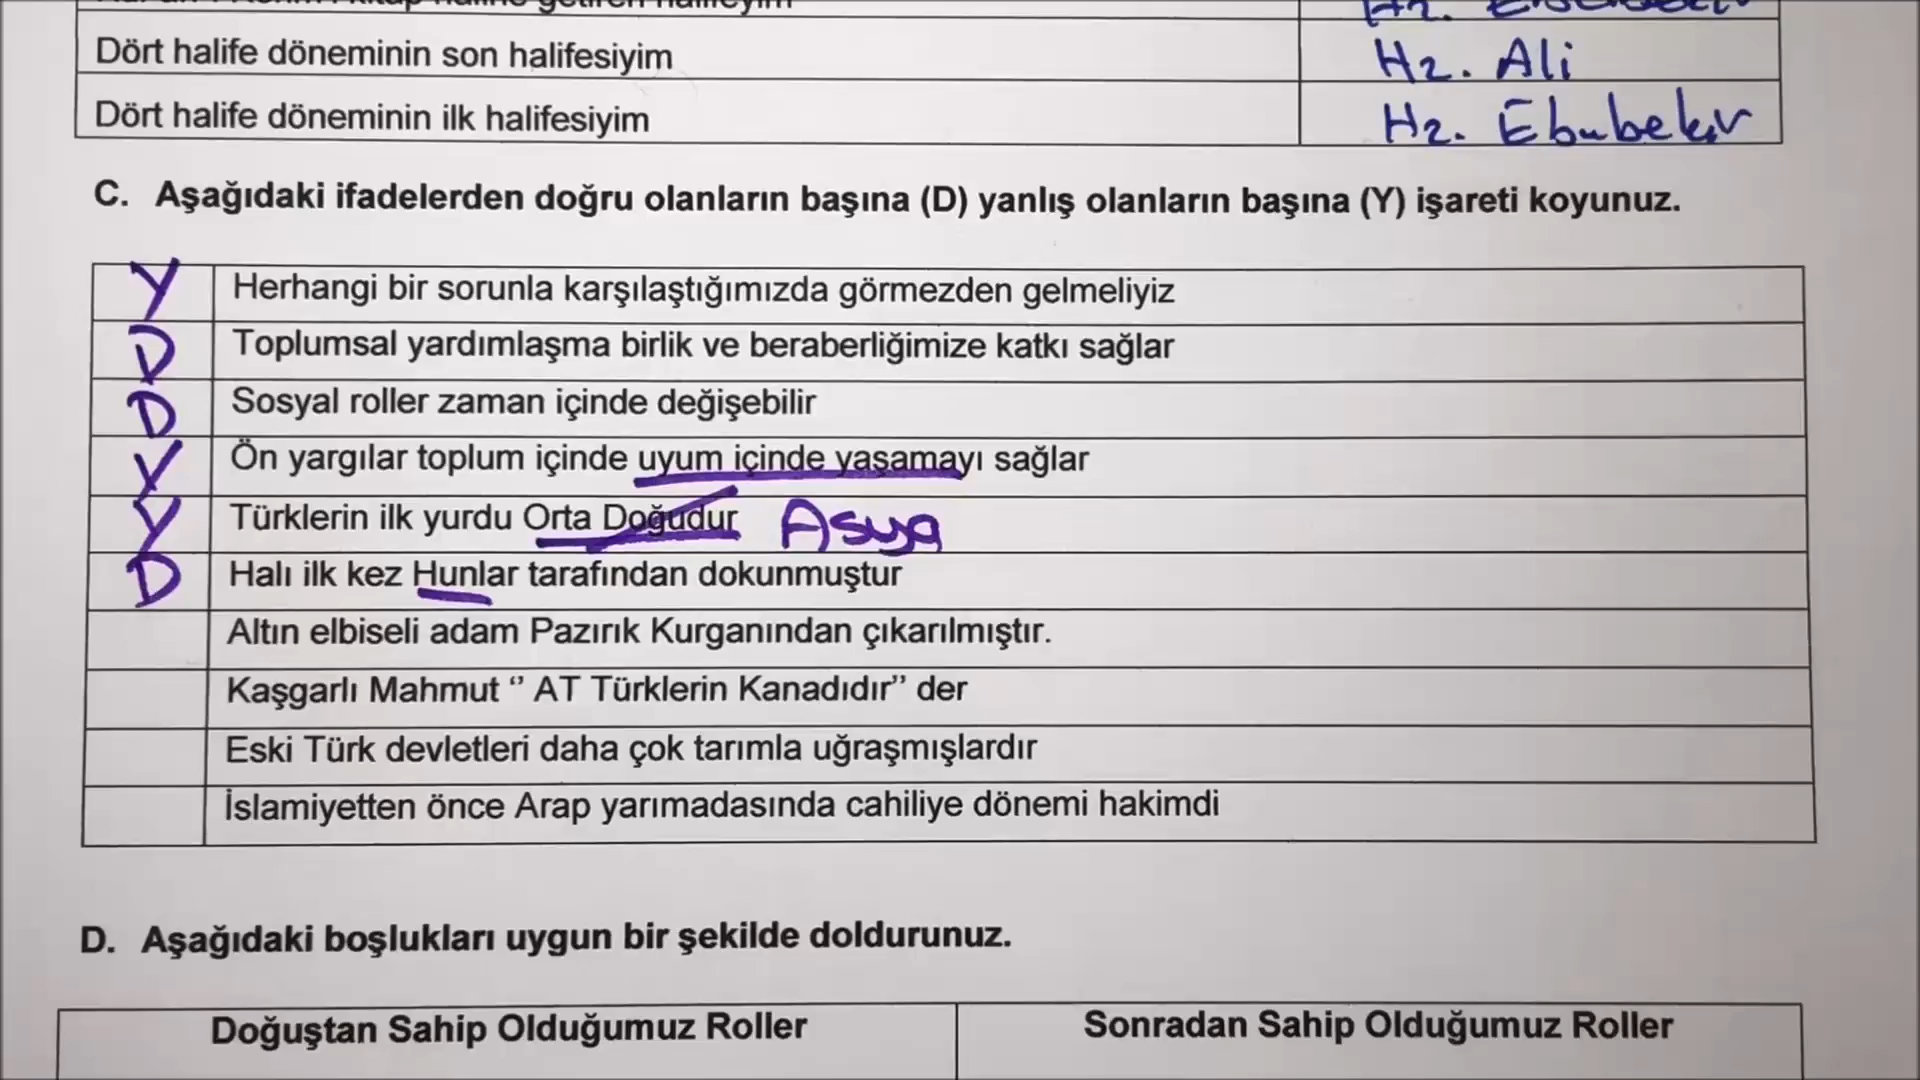 Dört halife döneminin son halifesiyim Hz. Ali
Dört halife döneminin ilk halifesiyim Hz. Ebubekir
C. Aşağıdaki ifadelerden doğru olanların başına (D) yanlış olanların başına (Y) işareti koyunuz.
Y Herhangi bir sorunla karşılaştığımızda görmezden gelmeliyiz
D Toplumsal yardımlaşma birlik ve beraberliğimize katkı sağlar
D Sosyal roller zaman içinde değişebilir
Y Ön yargılar toplum içinde uyum içinde yaşamayı sağlar
Y Türklerin ilk yurdu Orta Doğudur Asya
D Halı ilk kez Hunlar tarafından dokunmuştur
Altın elbiseli adam Pazırık Kurganından çıkarılmıştır.
Kaşgarlı Mahmut ‘’ AT Türklerin Kanadıdır’’ der
Eski Türk devletleri daha çok tarımla uğraşmışlardır
İslamiyetten önce Arap yarımadasında cahiliye dönemi hakimdi
D. Aşağıdaki boşlukları uygun bir şekilde doldurunuz.
Doğuştan Sahip Olduğumuz Roller Sonradan Sahip Olduğumuz Roller